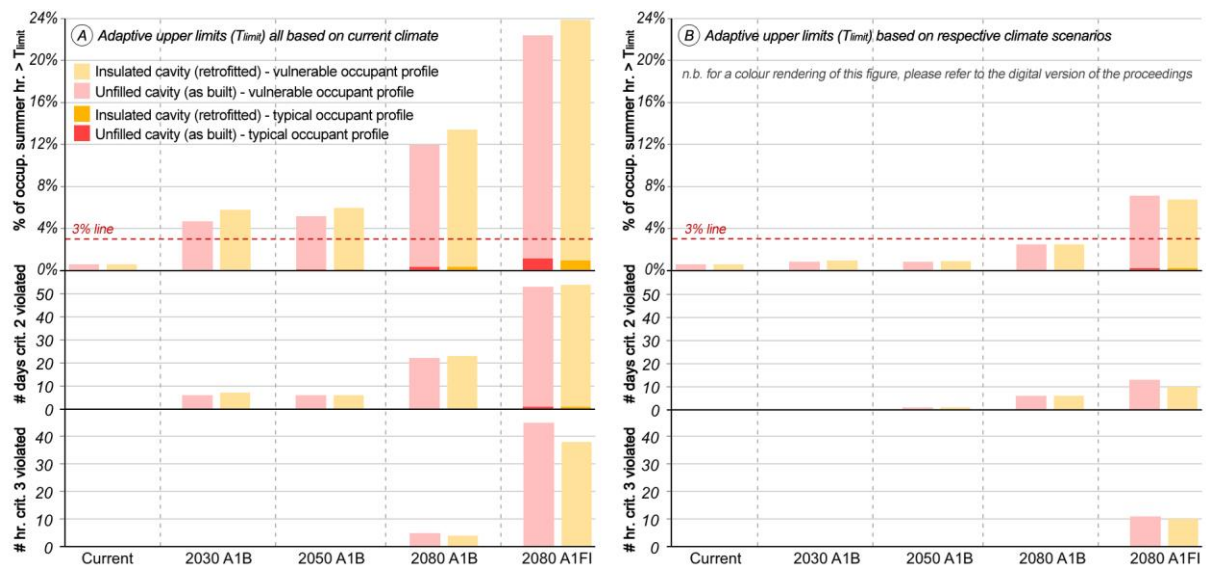 24%
20%
16%
12%
8%
4%
0%
% of occup. summer hr. > Tlimit
A Adaptive upper limits (Tlimit) all based on current climate
Insulated cavity (retrofitted) - vulnerable occupant profile
Unfilled cavity (as built) - vulnerable occupant profile
Insulated cavity (retrofitted) - typical occupant profile
Unfilled cavity (as built) - typical occupant profile
3% line
50
40
30
20
10
0
# days crit. 2 violated
40
30
20
10
0
# hr. crit. 3 violated
Current 2030 A1B 2050 A1B 2080 A1B 2080 A1FI
24%
20%
16%
12%
8%
4%
0%
% of occup. summer hr. > Tlimit
B Adaptive upper limits (Tlimit) based on respective climate scenarios
n.b. for a colour rendering of this figure, please refer to the digital version of the proceedings
3% line
50
40
30
20
10
0
# days crit. 2 violated
40
30
20
10
0
# hr. crit. 3 violated
Current 2030 A1B 2050 A1B 2080 A1B 2080 A1FI